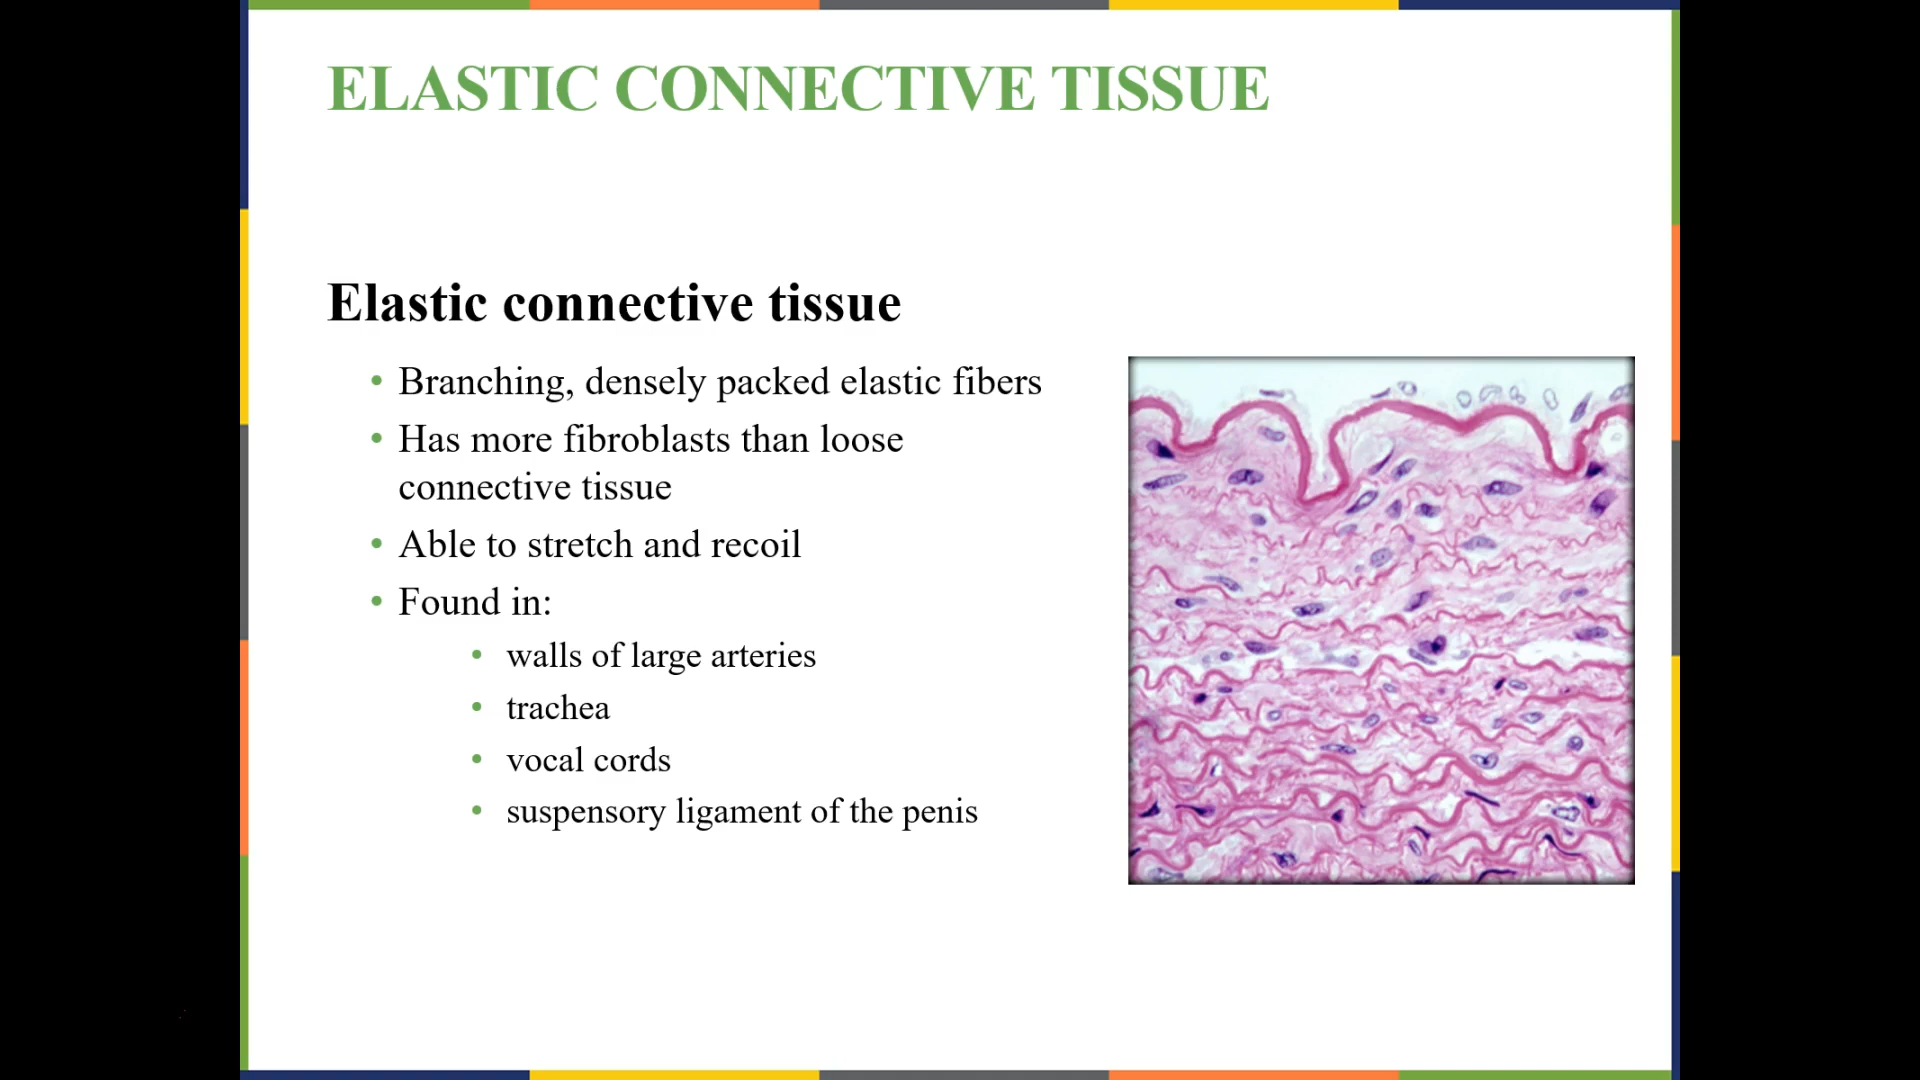 ELASTIC CONNECTIVE TISSUE
Elastic connective tissue
• Branching, densely packed elastic fibers
• Has more fibroblasts than loose
connective tissue
• Able to stretch and recoil
• Found in:
• walls of large arteries
• trachea
• vocal cords
• suspensory ligament of the penis